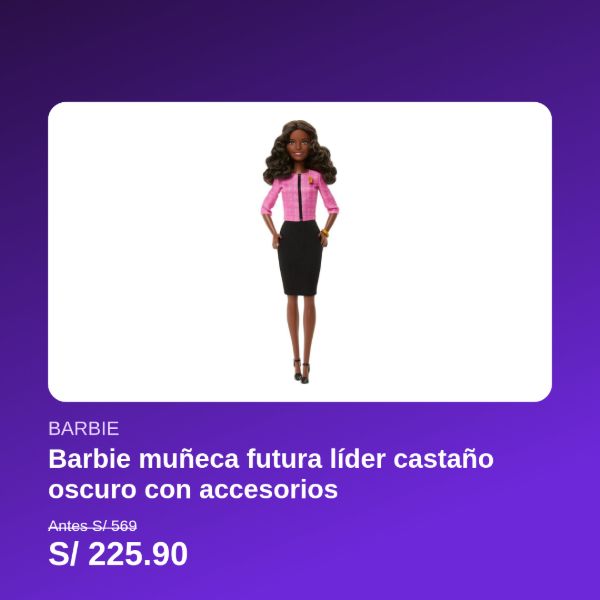 BARBIE
Barbie muñeca futura líder castaño
oscuro con accesorios
Antes S/ 569
S/ 225.90